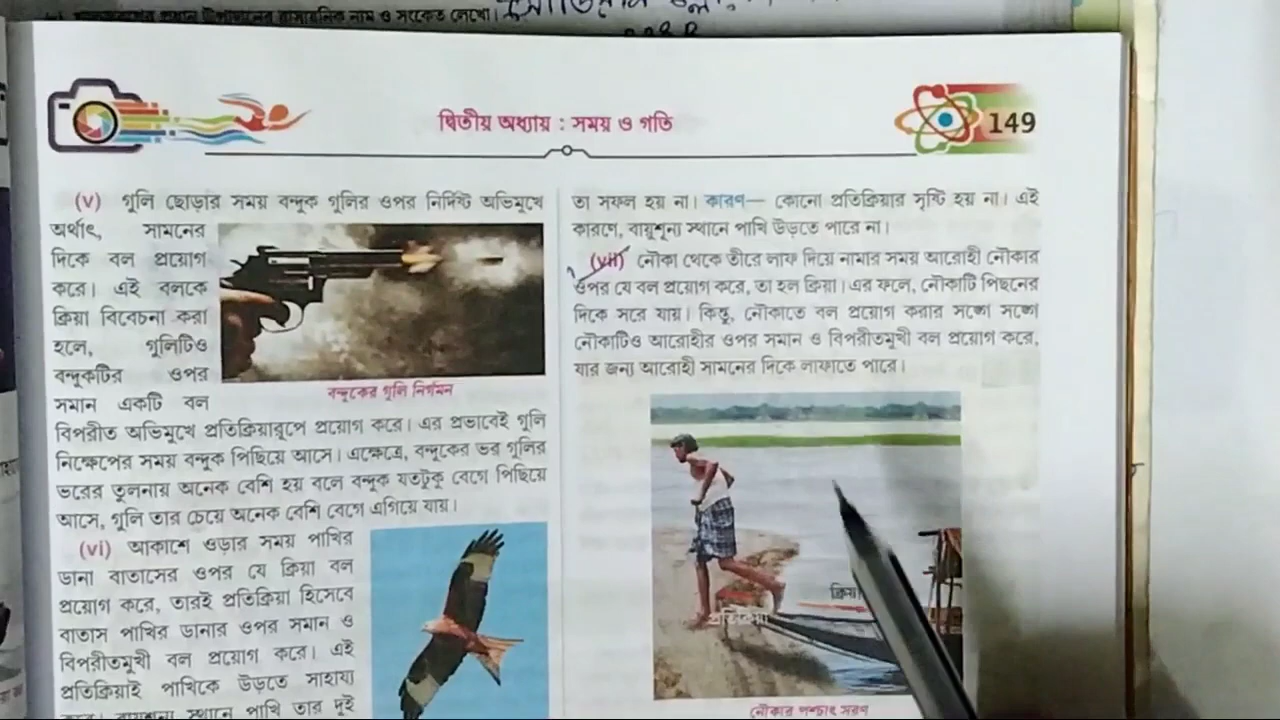 প্রধান উপাদানের রাসায়নিক নাম ও সংকেত লেখো।
দ্বিতীয় অধ্যায় : সময় ও গতি
149
(v) গুলি ছোড়ার সময় বন্দুক গুলির ওপর নির্দিষ্ট অভিমুখে
অর্থাৎ, সামনের
দিকে বল প্রয়োগ
করে। এই বলকে
ক্রিয়া বিবেচনা করা
হলে, গুলিটিও
বন্দুকটির ওপর
সমান একটি বল
বন্দুকের গুলি নির্গমন
বিপরীত অভিমুখে প্রতিক্রিয়ারূপে প্রয়োগ করে। এর প্রভাবেই গুলি
নিক্ষেপের সময় বন্দুক পিছিয়ে আসে। এক্ষেত্রে, বন্দুকের ভর গুলির
ভরের তুলনায় অনেক বেশি হয় বলে বন্দুক যতটুকু বেগে পিছিয়ে
আসে, গুলি তার চেয়ে অনেক বেশি বেগে এগিয়ে যায়।
(vi) আকাশে ওড়ার সময় পাখির
ডানা বাতাসের ওপর যে ক্রিয়া বল
প্রয়োগ করে, তারই প্রতিক্রিয়া হিসেবে
বাতাস পাখির ডানার ওপর সমান ও
বিপরীতমুখী বল প্রয়োগ করে। এই
প্রতিক্রিয়াই পাখিকে উড়তে সাহায্য
করে। বায়ুশূন্য স্থানে পাখি তার দুই
তা সফল হয় না। কারণ— কোনো প্রতিক্রিয়ার সৃষ্টি হয় না। এই
কারণে, বায়ুশূন্য স্থানে পাখি উড়তে পারে না।
(vii) নৌকা থেকে তীরে লাফ দিয়ে নামার সময় আরোহী নৌকার
ওপর যে বল প্রয়োগ করে, তা হল ক্রিয়া। এর ফলে, নৌকাটি পিছনের
দিকে সরে যায়। কিন্তু, নৌকাতে বল প্রয়োগ করার সঙ্গে সঙ্গে
নৌকাটিও আরোহীর ওপর সমান ও বিপরীতমুখী বল প্রয়োগ করে,
যার জন্য আরোহী সামনের দিকে লাফাতে পারে।
ক্রিয়া
প্রতিক্রিয়া
নৌকার পশ্চাৎ সরণ